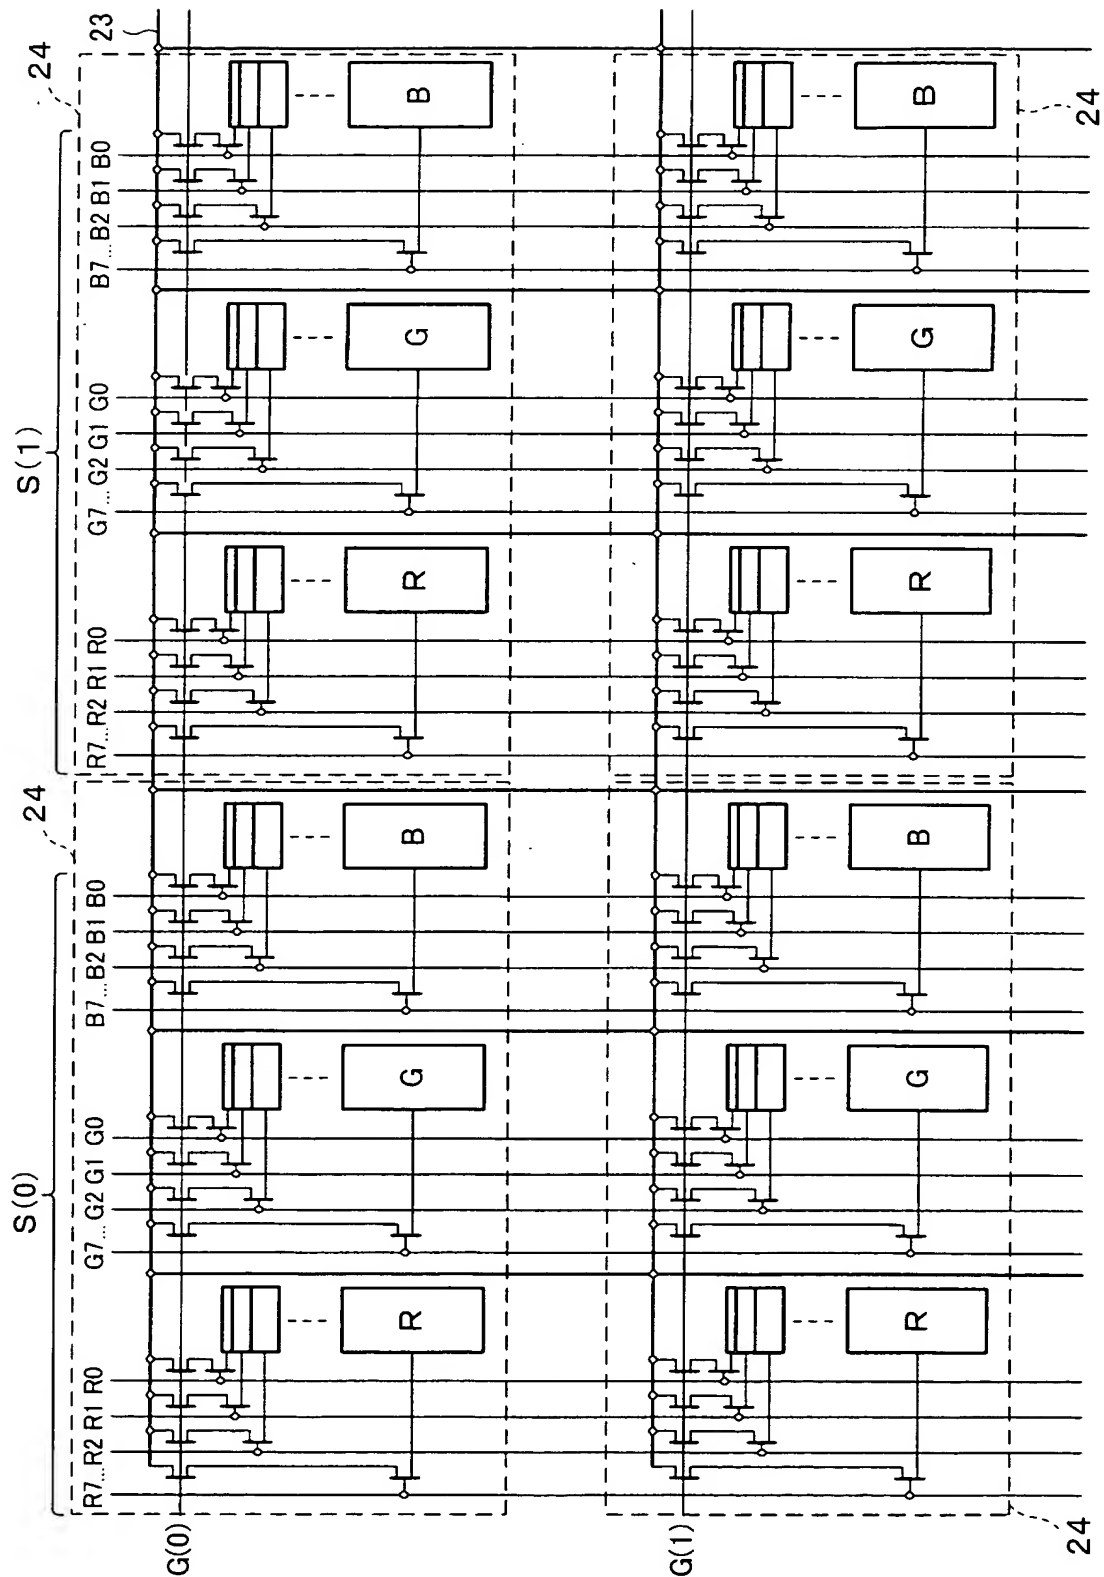 S(0)
S(1)
24
24
23
R7...R2 R1 R0 G7...G2 G1 G0 B7...B2 B1 B0 R7...R2 R1 R0 G7...G2 G1 G0 B7...B2 B1 B0
G(0)
R G B R G B
G(1)
R G B R G B
24
24